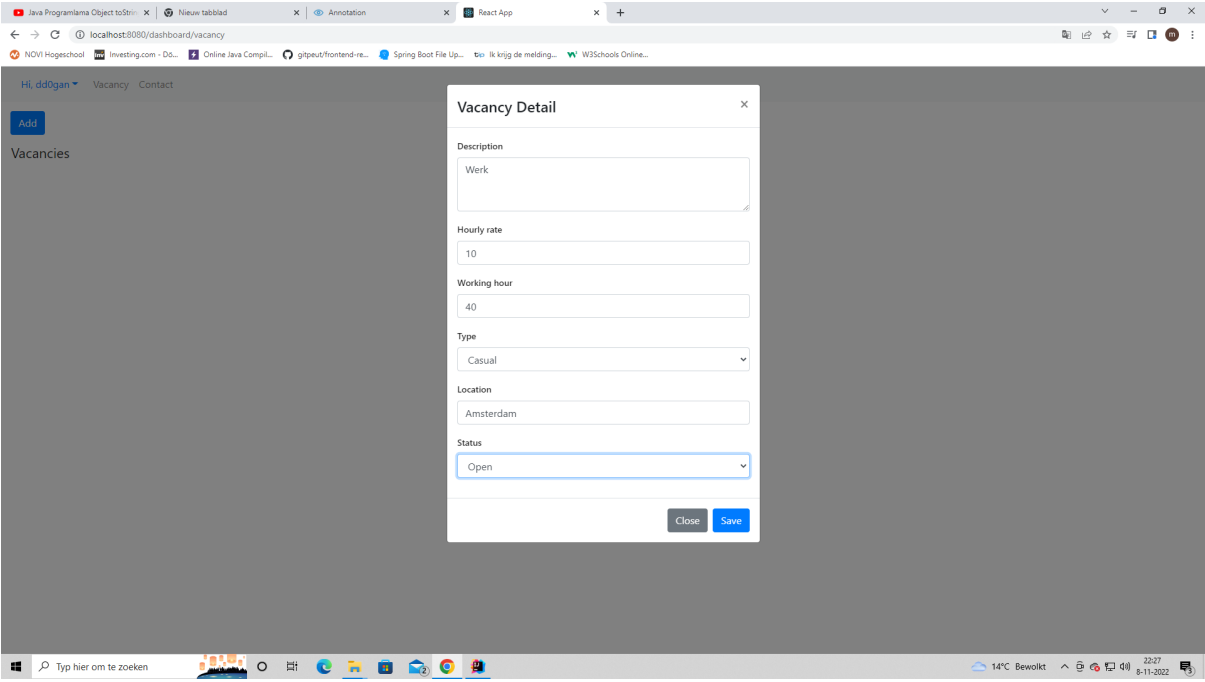 Java Programlama Object toStrin
Nieuw tabblad
Annotation
React App
localhost:8080/dashboard/vacancy
m
NOVI Hogeschool
Inv
Investing.com - Dö...
Online Java Compil...
gitpeut/frontend-re...
Spring Boot File Up...
Ik krijg de melding...
W3Schools Online...
Hi, dd0gan
Vacancy
Contact
Add
Vacancies
Vacancy Detail
×
Description
Werk
Hourly rate
10
Working hour
40
Type
Casual
Location
Amsterdam
Status
Open
Close
Save
Typ hier om te zoeken
2
14°C Bewolkt
22:27
8-11-2022